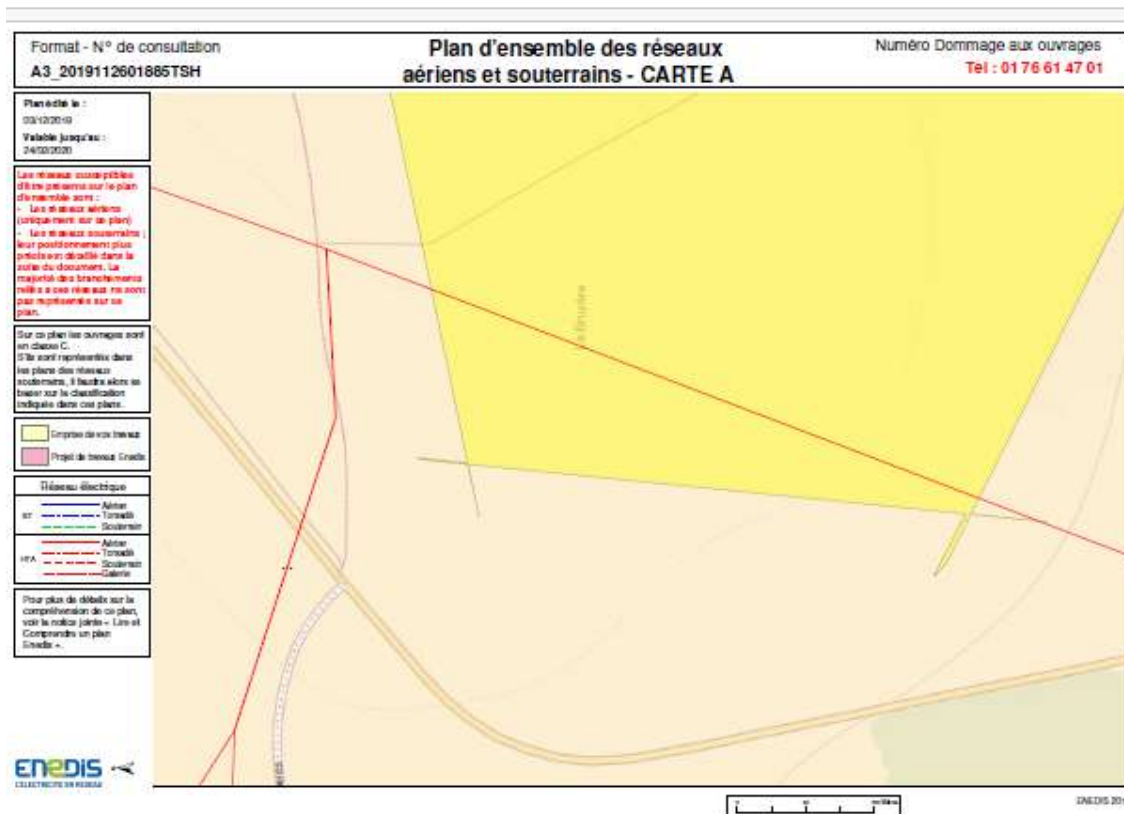 Format - N° de consultation
A3_2019112601885TSH
Plan d'ensemble des réseaux
aériens et souterrains - CARTE A
Numéro Dommage aux ouvrages
Tel : 01 76 61 47 01
Plan édité le :
03/12/2019
Valable jusqu'au :
24/02/2020
Les réseaux susceptibles
d'être présents sur le plan
d'ensemble sont :
- Les réseaux aériens
(uniquement sur ce plan)
- Les réseaux souterrains ;
leur positionnement plus
précis en détaillé dans la
suite du document. La
majorité des branchements
reliés à ces réseaux ne sont
pas représentés sur ce
plan.
Sur ce plan les ouvrages sont
en classe C.
S'ils sont représentés dans
les plans des réseaux
souterrains, il faudra alors se
baser sur la classification
indiquée dans ces plans.
Emprise de vos travaux
Projet de travaux Enedis
Réseau électrique
BT
Aérien
Torsadé
Souterrain
HTA
Aérien
Torsadé
Souterrain
Galerie
Pour plus de détails sur la
compréhension de ce plan,
voir la notice jointe « Lire et
Comprendre un plan
Enedis ».
ENEDIS
L'ELECTRICITE EN RESEAU